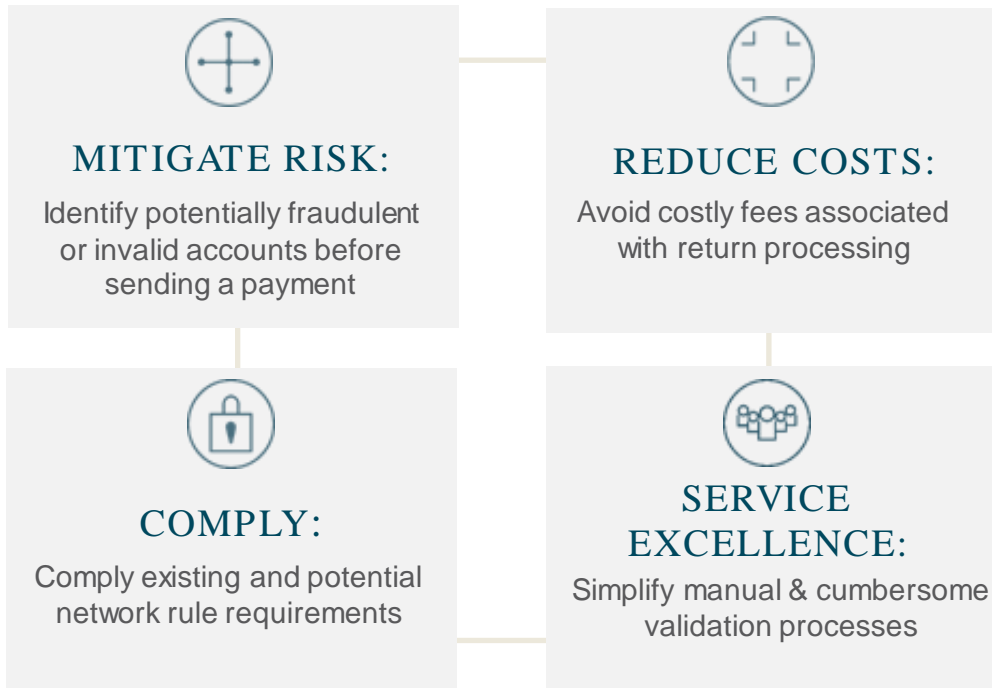 MITIGATE RISK:
Identify potentially fraudulent
or invalid accounts before
sending a payment
REDUCE COSTS:
Avoid costly fees associated
with return processing
COMPLY:
Comply existing and potential
network rule requirements
SERVICE
EXCELLENCE:
Simplify manual & cumbersome
validation processes